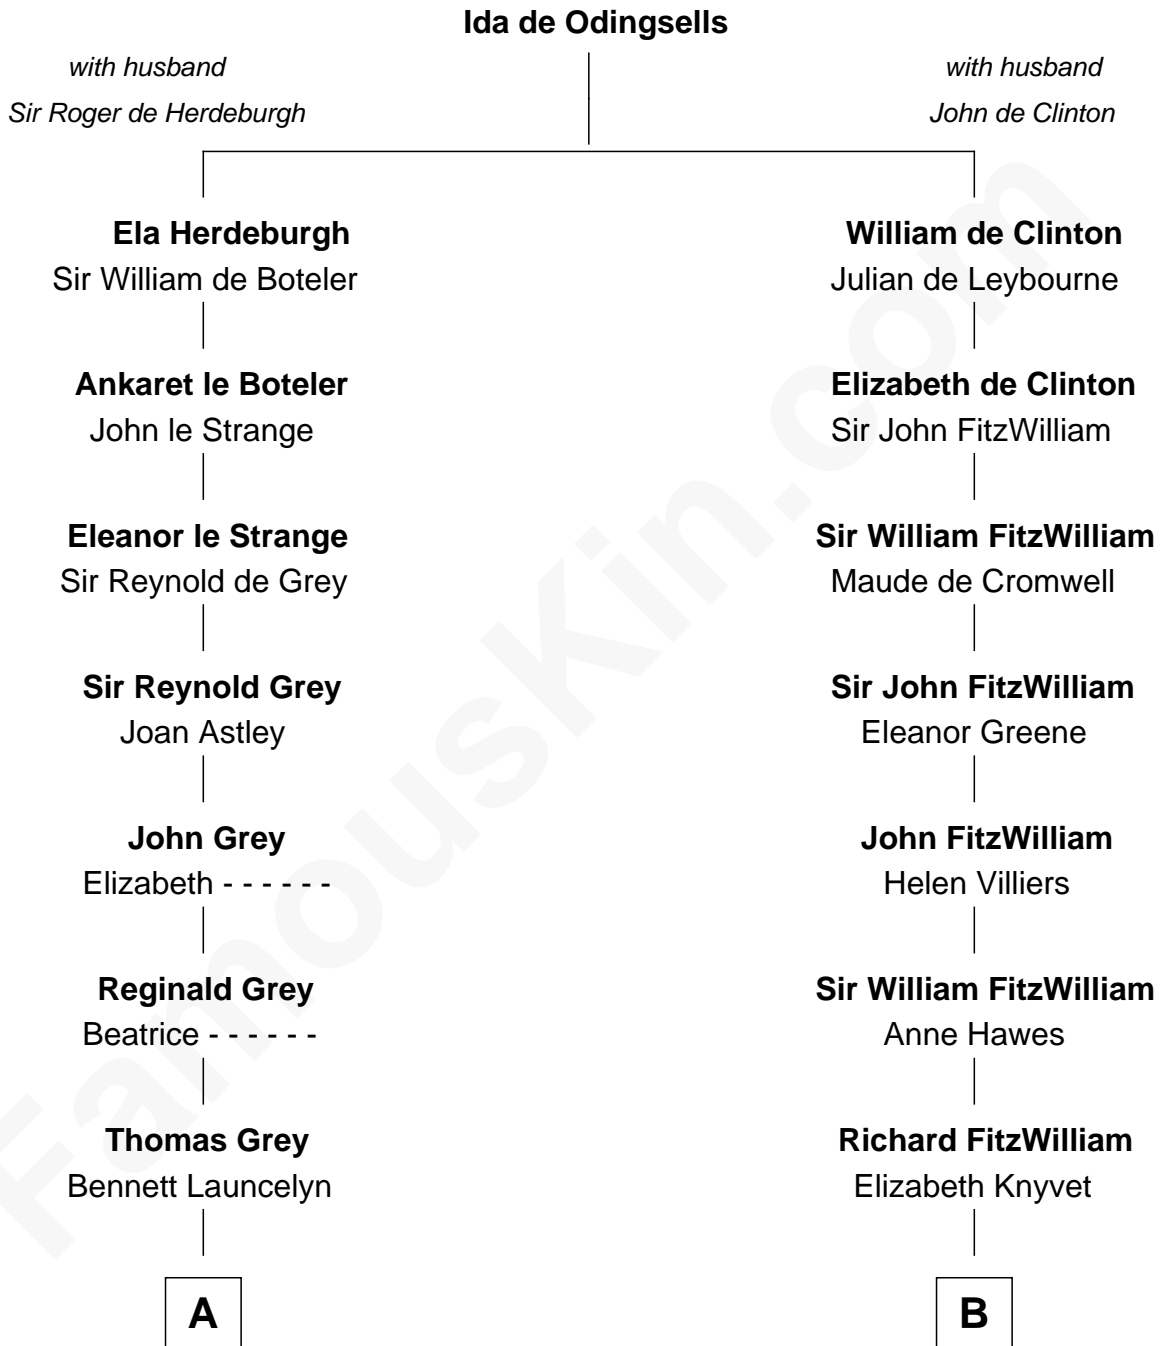 Ida de Odingsells
with husband
Sir Roger de Herdeburgh
with husband
John de Clinton
Ela Herdeburgh
Sir William de Boteler
William de Clinton
Julian de Leybourne
Ankaret le Boteler
John le Strange
Elizabeth de Clinton
Sir John FitzWilliam
Eleanor le Strange
Sir Reynold de Grey
Sir William FitzWilliam
Maude de Cromwell
Sir Reynold Grey
Joan Astley
Sir John FitzWilliam
Eleanor Greene
John Grey
Elizabeth - - - - - -
John FitzWilliam
Helen Villiers
Reginald Grey
Beatrice - - - - - -
Sir William FitzWilliam
Anne Hawes
Thomas Grey
Bennett Launcelyn
Richard FitzWilliam
Elizabeth Knyvet
A
B
FamousKin.com